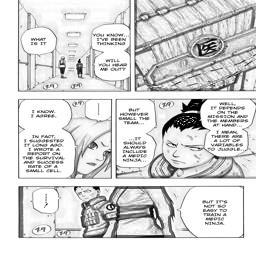 WHAT
IS IT
YOU KNOW,
I'VE BEEN
THINKING
WILL
YOU HEAR
ME OUT?
I KNOW.
I AGREE.
IN FACT,
I SUGGESTED
IT LONG AGO.
I WROTE A
REPORT ON
THE SURVIVAL
AND SUCCESS
RATE OF A
SMALL CELL.
BUT
HOWEVER
SMALL THE
TEAM...
...IT
SHOULD
ALWAYS
INCLUDE
A MEDIC
NINJA.
WELL,
IT DEPENDS
ON THE
MISSION AND
THE MEMBERS
AT HAND...
I MEAN,
THERE ARE
A LOT OF
VARIABLES
TO JUGGLE...
...!
BUT IT'S
NOT SO
EASY TO
TRAIN A
MEDIC
NINJA.